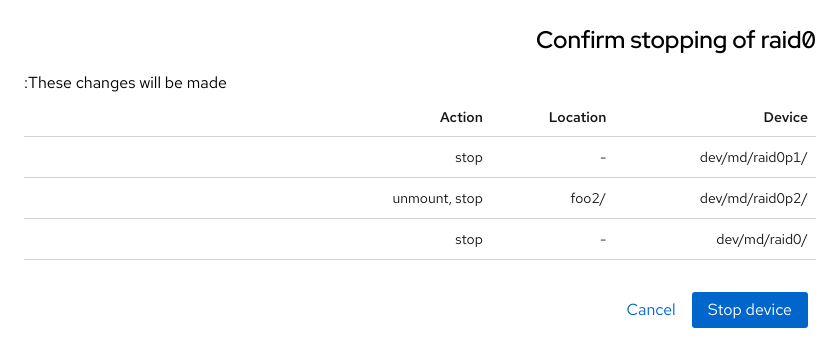 Confirm stopping of raid0
:These changes will be made
Action Location Device
stop - dev/md/raid0p1/
unmount, stop foo2/ dev/md/raid0p2/
stop - dev/md/raid0/
Cancel Stop device